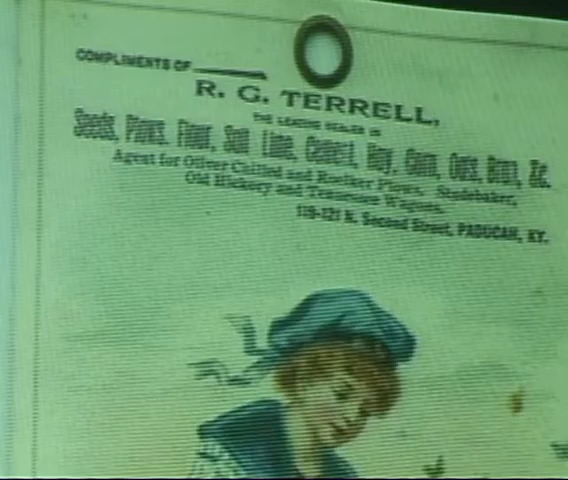 COMPLIMENTS OF
R. G. TERRELL,
THE LEADING DEALER IN
Seeds, Plows, Flour, Salt Lime, Cement, Hay, Corn, Oats, Bran, &c.
Agent for Oliver Chilled and Plows. Studebaker,
Old Hickory and Tennessee Wagons.
119-121 N. Second Street, PADUCAH, KY.